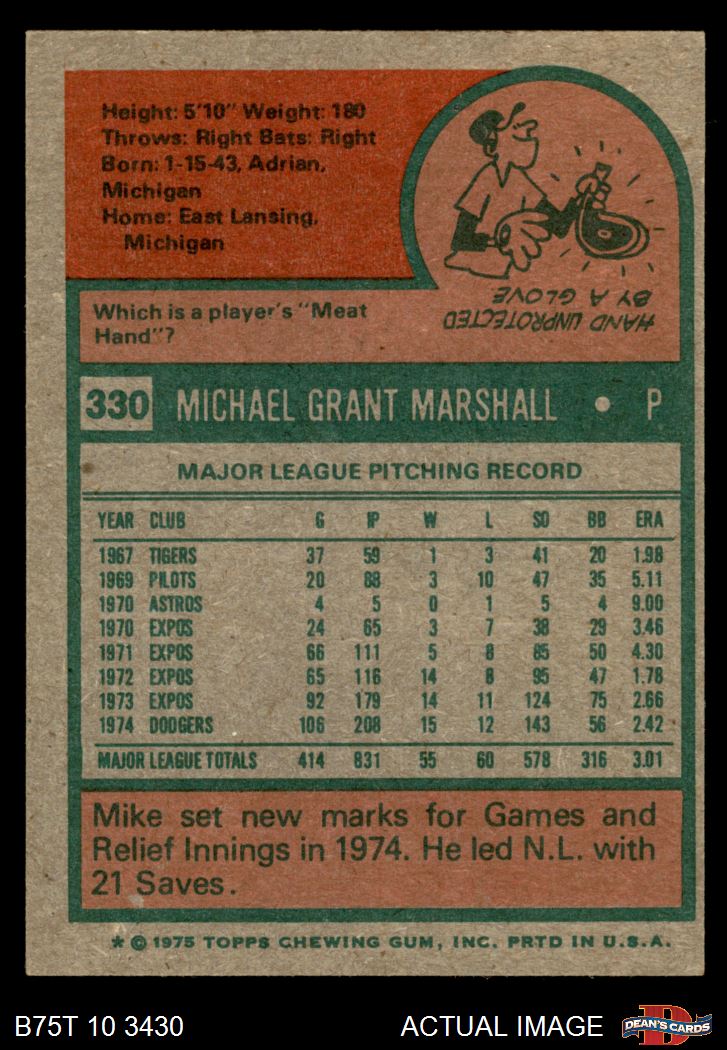 Height: 5'10" Weight: 180
Throws: Right Bats: Right
Born: 1-15-43, Adrian,
Michigan
Home: East Lansing,
Michigan
Which is a player's "Meat
Hand"?
HAND UNPROTECTED
BY A GLOVE
330 MICHAEL GRANT MARSHALL • P
MAJOR LEAGUE PITCHING RECORD
YEAR CLUB G IP W L SO BB ERA
1967 TIGERS 37 59 1 3 41 20 1.98
1969 PILOTS 20 88 3 10 47 35 5.11
1970 ASTROS 4 5 0 1 5 4 9.00
1970 EXPOS 24 65 3 7 38 29 3.46
1971 EXPOS 66 111 5 8 85 50 4.30
1972 EXPOS 65 116 14 8 95 47 1.78
1973 EXPOS 92 179 14 11 124 75 2.66
1974 DODGERS 106 208 15 12 143 56 2.42
MAJOR LEAGUE TOTALS 414 831 55 60 578 316 3.01
Mike set new marks for Games and
Relief Innings in 1974. He led N.L. with
21 Saves.
* © 1975 TOPPS CHEWING GUM, INC. PRTD IN U.S.A.
B75T 10 3430 ACTUAL IMAGE D DEAN'S CARDS